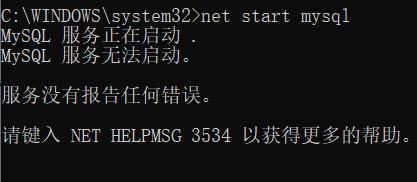 C:\WINDOWS\system32>net start mysql
MySQL 服务正在启动 .
MySQL 服务无法启动。
服务没有报告任何错误。
请键入 NET HELPMSG 3534 以获得更多的帮助。